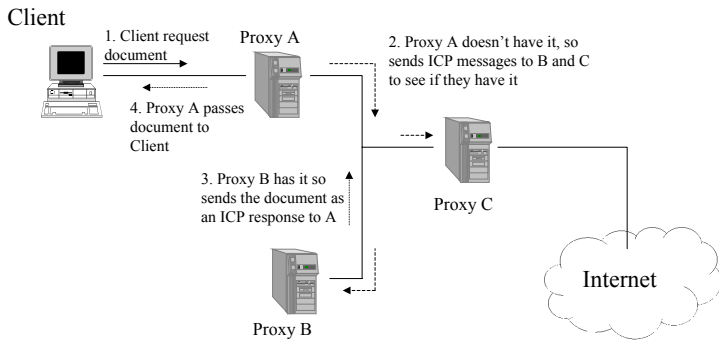 Client
1. Client request
document
Proxy A
2. Proxy A doesn't have it, so
sends ICP messages to B and C
to see if they have it
4. Proxy A passes
document to
Client
3. Proxy B has it so
sends the document as
an ICP response to A
Proxy C
Internet
Proxy B